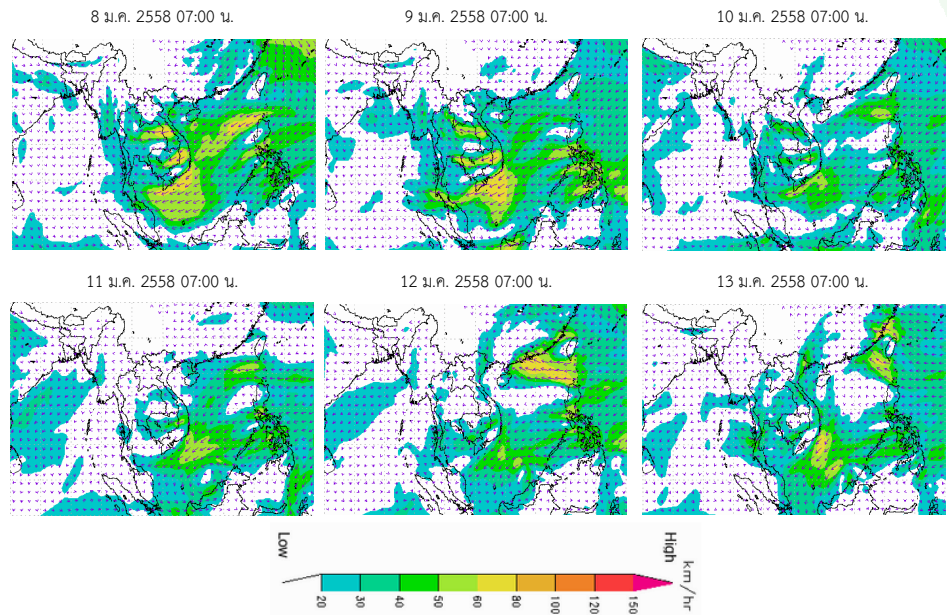 8 ม.ค. 2558 07:00 น.
9 ม.ค. 2558 07:00 น.
10 ม.ค. 2558 07:00 น.
11 ม.ค. 2558 07:00 น.
12 ม.ค. 2558 07:00 น.
13 ม.ค. 2558 07:00 น.
Low
High
km/hr
20
30
40
50
60
80
100
120
150